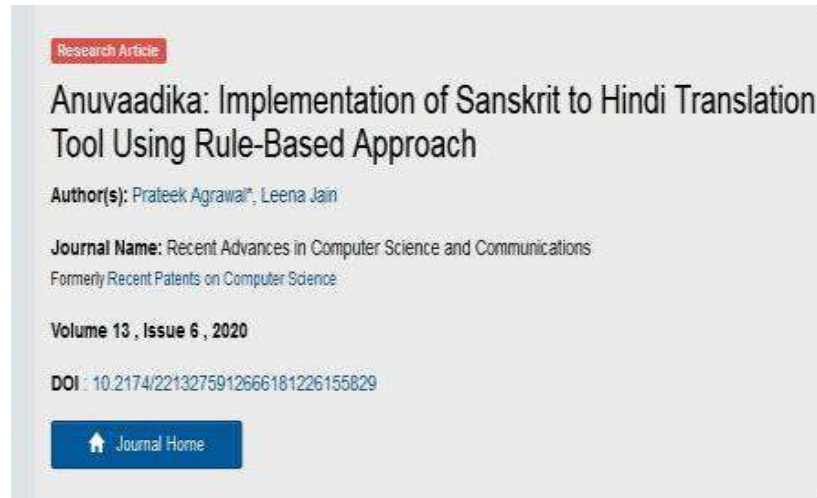 Research Article
Anuvaadika: Implementation of Sanskrit to Hindi Translation
Tool Using Rule-Based Approach
Author(s): Prateek Agrawal*, Leena Jain
Journal Name: Recent Advances in Computer Science and Communications
Formerly Recent Patents on Computer Science
Volume 13 , Issue 6 , 2020
DOI : 10.2174/2213275912666181226155829
Journal Home